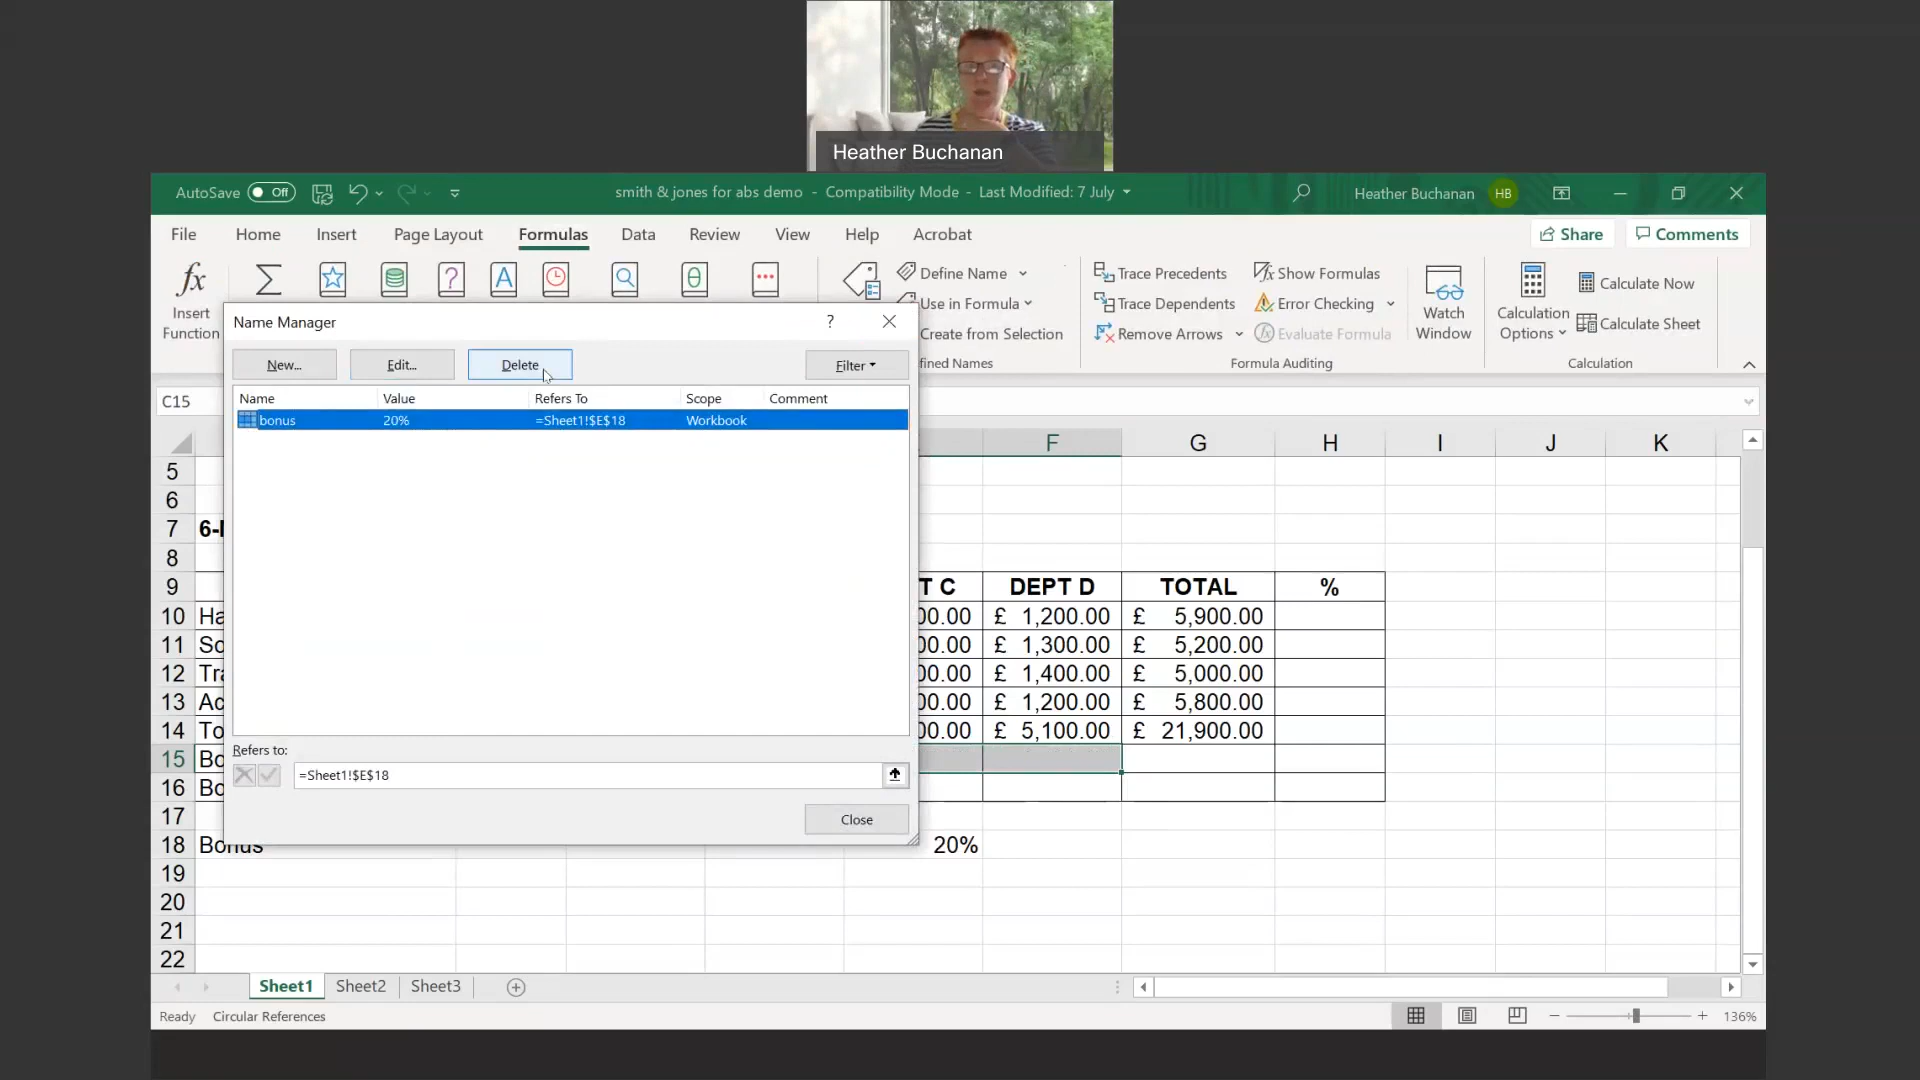 Heather Buchanan
AutoSave Off smith & jones for abs demo - Compatibility Mode - Last Modified: 7 July Heather Buchanan HB
File Home Insert Page Layout Formulas Data Review View Help Acrobat Share Comments
fx Insert Function
Define Name
Use in Formula
Create from Selection
Trace Precedents
Trace Dependents
Remove Arrows
Show Formulas
Error Checking
Evaluate Formula
Formula Auditing
Watch Window
Calculation Options
Calculate Now
Calculate Sheet
Calculation
Name Manager ?
New... Edit... Delete Filter
Name Value Refers To Scope Comment
bonus 20% =Sheet1!$E$18 Workbook
Refers to:
=Sheet1!$E$18
Close
C15
F G H I J K
5
6
7 6-
8
9 T C DEPT D TOTAL %
10 Ha 00.00 £ 1,200.00 £ 5,900.00
11 So 00.00 £ 1,300.00 £ 5,200.00
12 Tra 00.00 £ 1,400.00 £ 5,000.00
13 Ac 00.00 £ 1,200.00 £ 5,800.00
14 To 00.00 £ 5,100.00 £ 21,900.00
15 Bo
16 Bo
17
18 Bonus 20%
19
20
21
22
Sheet1 Sheet2 Sheet3
Ready Circular References 136%